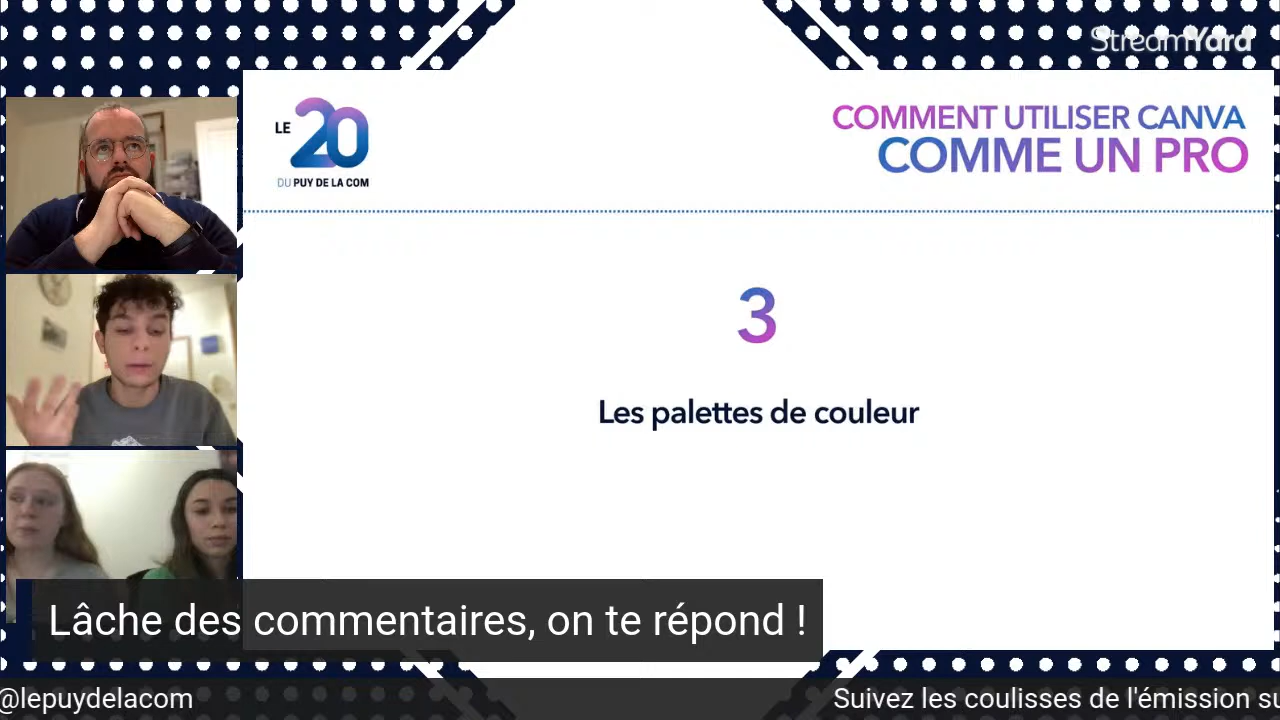 StreamYard
LE 20
DU PUY DE LA COM
COMMENT UTILISER CANVA
COMME UN PRO
3
Les palettes de couleur
Lâche des commentaires, on te répond !
@lepuydelacom
Suivez les coulisses de l'émission su